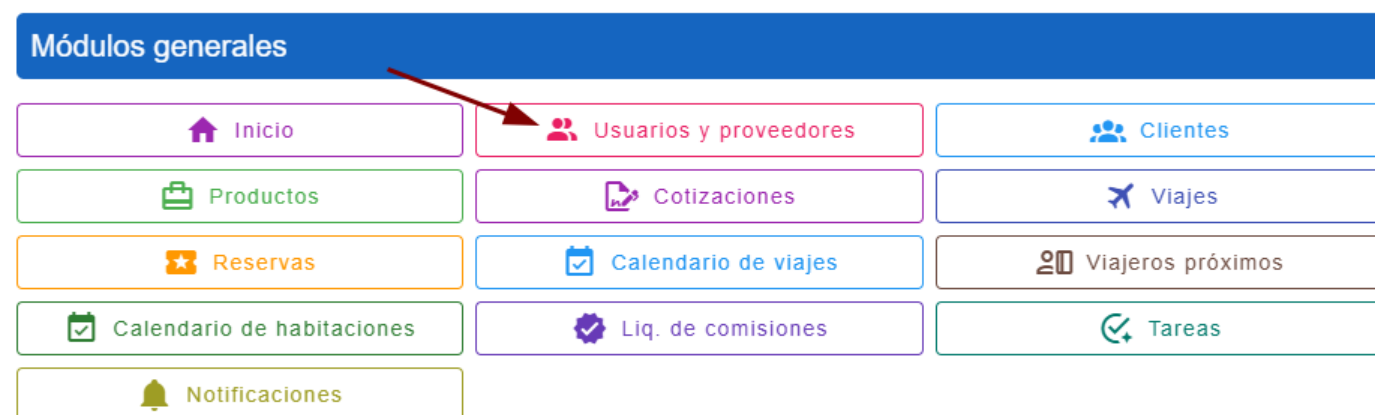 Módulos generales
Inicio
Usuarios y proveedores
Clientes
Productos
Cotizaciones
Viajes
Reservas
Calendario de viajes
Viajeros próximos
Calendario de habitaciones
Liq. de comisiones
Tareas
Notificaciones